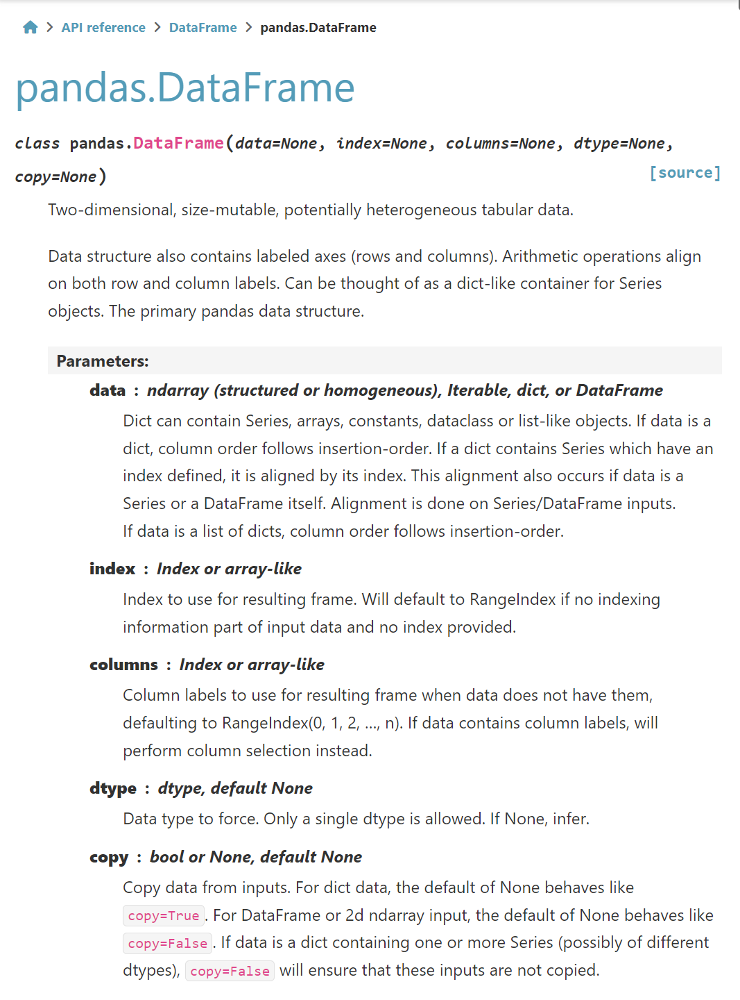 API reference > DataFrame > pandas.DataFrame
pandas.DataFrame
class pandas.DataFrame(data=None, index=None, columns=None, dtype=None,
copy=None) [source]
Two-dimensional, size-mutable, potentially heterogeneous tabular data.
Data structure also contains labeled axes (rows and columns). Arithmetic operations align
on both row and column labels. Can be thought of as a dict-like container for Series
objects. The primary pandas data structure.
Parameters:
data : ndarray (structured or homogeneous), Iterable, dict, or DataFrame
Dict can contain Series, arrays, constants, dataclass or list-like objects. If data is a
dict, column order follows insertion-order. If a dict contains Series which have an
index defined, it is aligned by its index. This alignment also occurs if data is a
Series or a DataFrame itself. Alignment is done on Series/DataFrame inputs.
If data is a list of dicts, column order follows insertion-order.
index : Index or array-like
Index to use for resulting frame. Will default to RangeIndex if no indexing
information part of input data and no index provided.
columns : Index or array-like
Column labels to use for resulting frame when data does not have them,
defaulting to RangeIndex(0, 1, 2, …, n). If data contains column labels, will
perform column selection instead.
dtype : dtype, default None
Data type to force. Only a single dtype is allowed. If None, infer.
copy : bool or None, default None
Copy data from inputs. For dict data, the default of None behaves like
copy=True. For DataFrame or 2d ndarray input, the default of None behaves like
copy=False. If data is a dict containing one or more Series (possibly of different
dtypes), copy=False will ensure that these inputs are not copied.